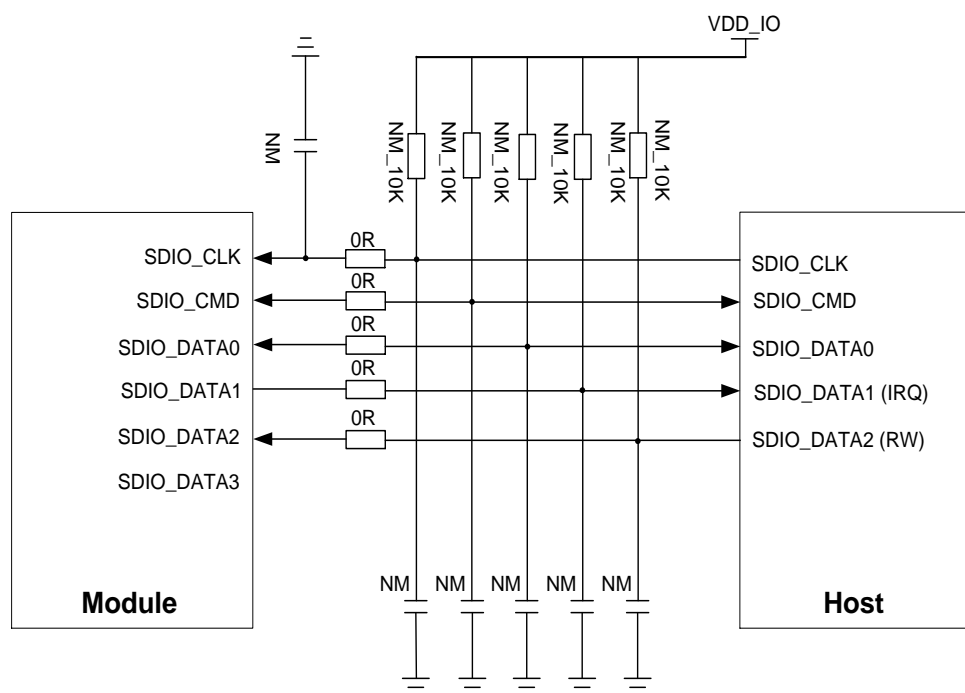 VDD_IO
NM
NM_10K
NM_10K
NM_10K
NM_10K
NM_10K
0R
SDIO_CLK
SDIO_CLK
0R
SDIO_CMD
SDIO_CMD
0R
SDIO_DATA0
SDIO_DATA0
0R
SDIO_DATA1
SDIO_DATA1 (IRQ)
0R
SDIO_DATA2
SDIO_DATA2 (RW)
SDIO_DATA3
NM
NM
NM
NM
NM
Module
Host